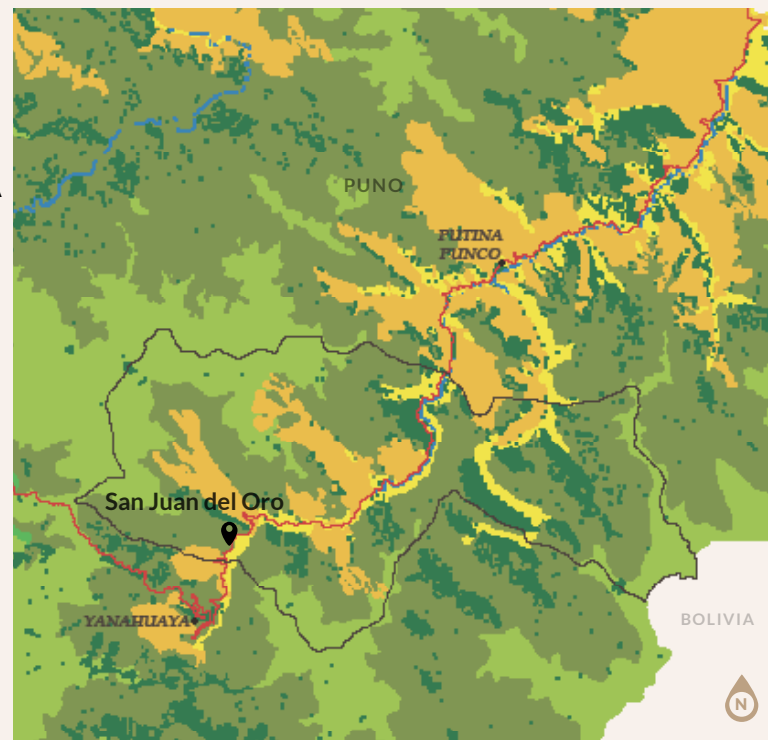 PUNO
PUTINA
PUNCO
San Juan del Oro
YANAHUAYA
BOLIVIA
N